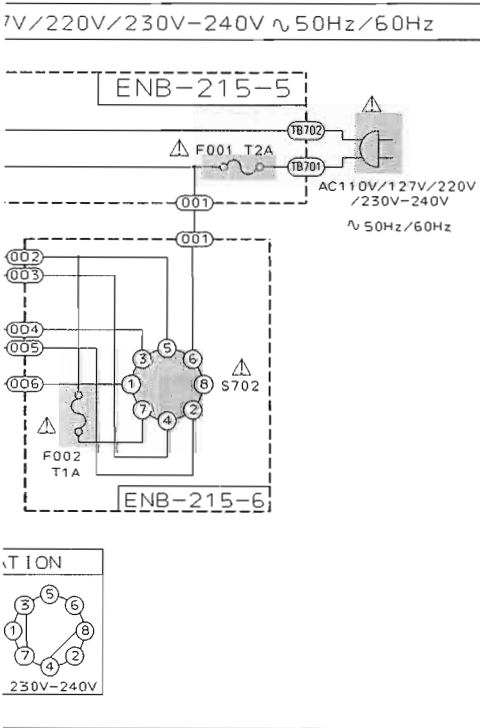 7V/220V/230V-240V ∿ 50Hz/60Hz
ENB-215-5
TB702
F001 T2A
TB701
AC110V/127V/220V
/230V-240V
∿ 50Hz/60Hz
001
001
002
003
004
005
006
5
3 6
1 8
7 2
4
S702
F002
T1A
ENB-215-6
TION
5
3 6
1 8
7 2
4
230V-240V